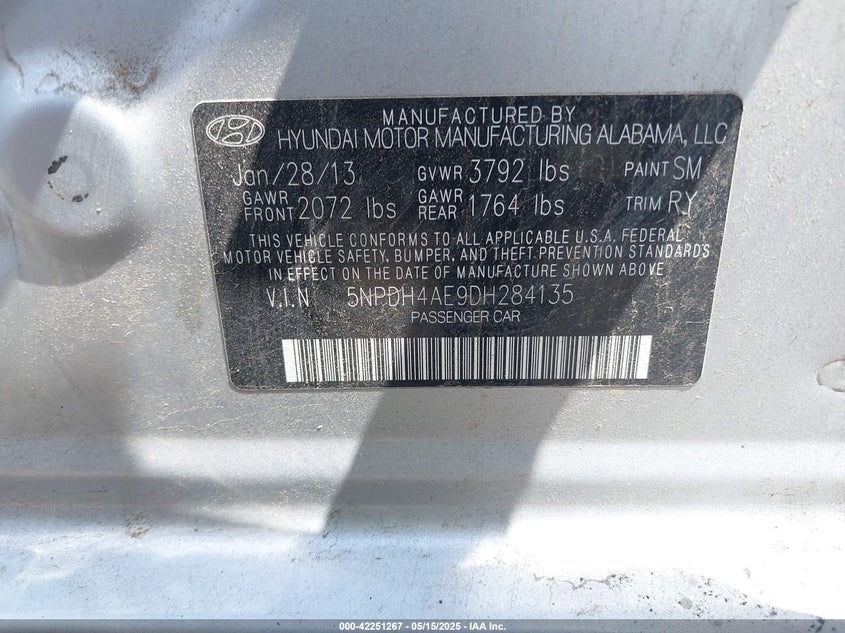 MANUFACTURED BY
HYUNDAI MOTOR MANUFACTURING ALABAMA, LLC
Jan/28/13 GVWR 3792 lbs PAINT SM
GAWR FRONT 2072 lbs GAWR REAR 1764 lbs TRIM RY
THIS VEHICLE CONFORMS TO ALL APPLICABLE U.S.A. FEDERAL
MOTOR VEHICLE SAFETY, BUMPER, AND THEFT PREVENTION STANDARDS
IN EFFECT ON THE DATE OF MANUFACTURE SHOWN ABOVE
V.I.N 5NPDH4AE9DH284135
PASSENGER CAR
000-42251267 - 05/15/2025 - IAA Inc.